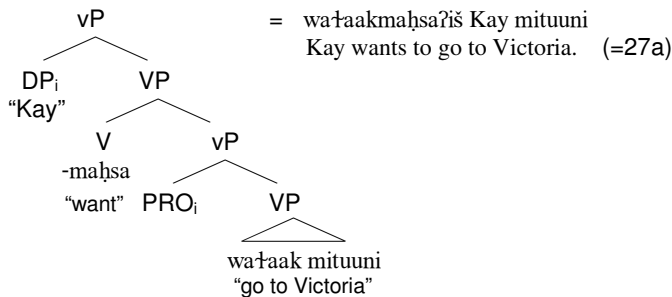 vP = waɬaakmaḥsaʔiš Kay mituuni
Kay wants to go to Victoria. (=27a)
DPi VP
"Kay"
V vP
-maḥsa
"want" PROi VP
waɬaak mituuni
"go to Victoria"